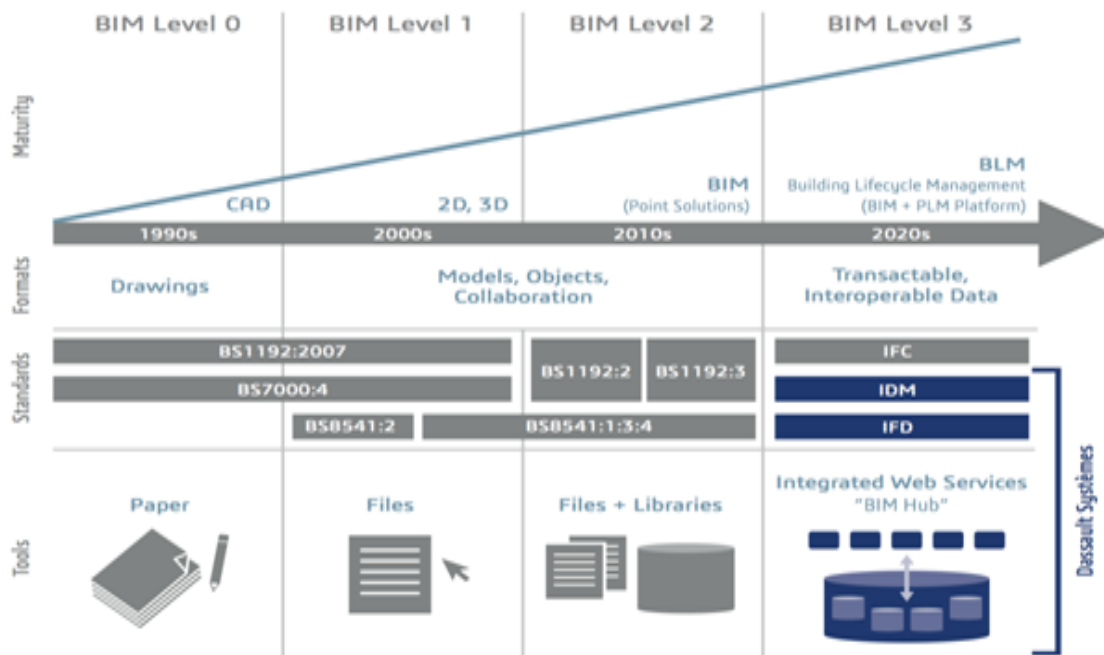 BIM Level 0
BIM Level 1
BIM Level 2
BIM Level 3
Maturity
CAD
2D, 3D
BIM
(Point Solutions)
BLM
Building Lifecycle Management
(BIM + PLM Platform)
1990s
2000s
2010s
2020s
Formats
Drawings
Models, Objects,
Collaboration
Transactable,
Interoperable Data
Standards
BS1192:2007
BS7000:4
BS8541:2
BS8541:1:3:4
BS1192:2
BS1192:3
IFC
IDM
IFD
Tools
Paper
Files
Files + Libraries
Integrated Web Services
"BIM Hub"
Dassault Systèmes